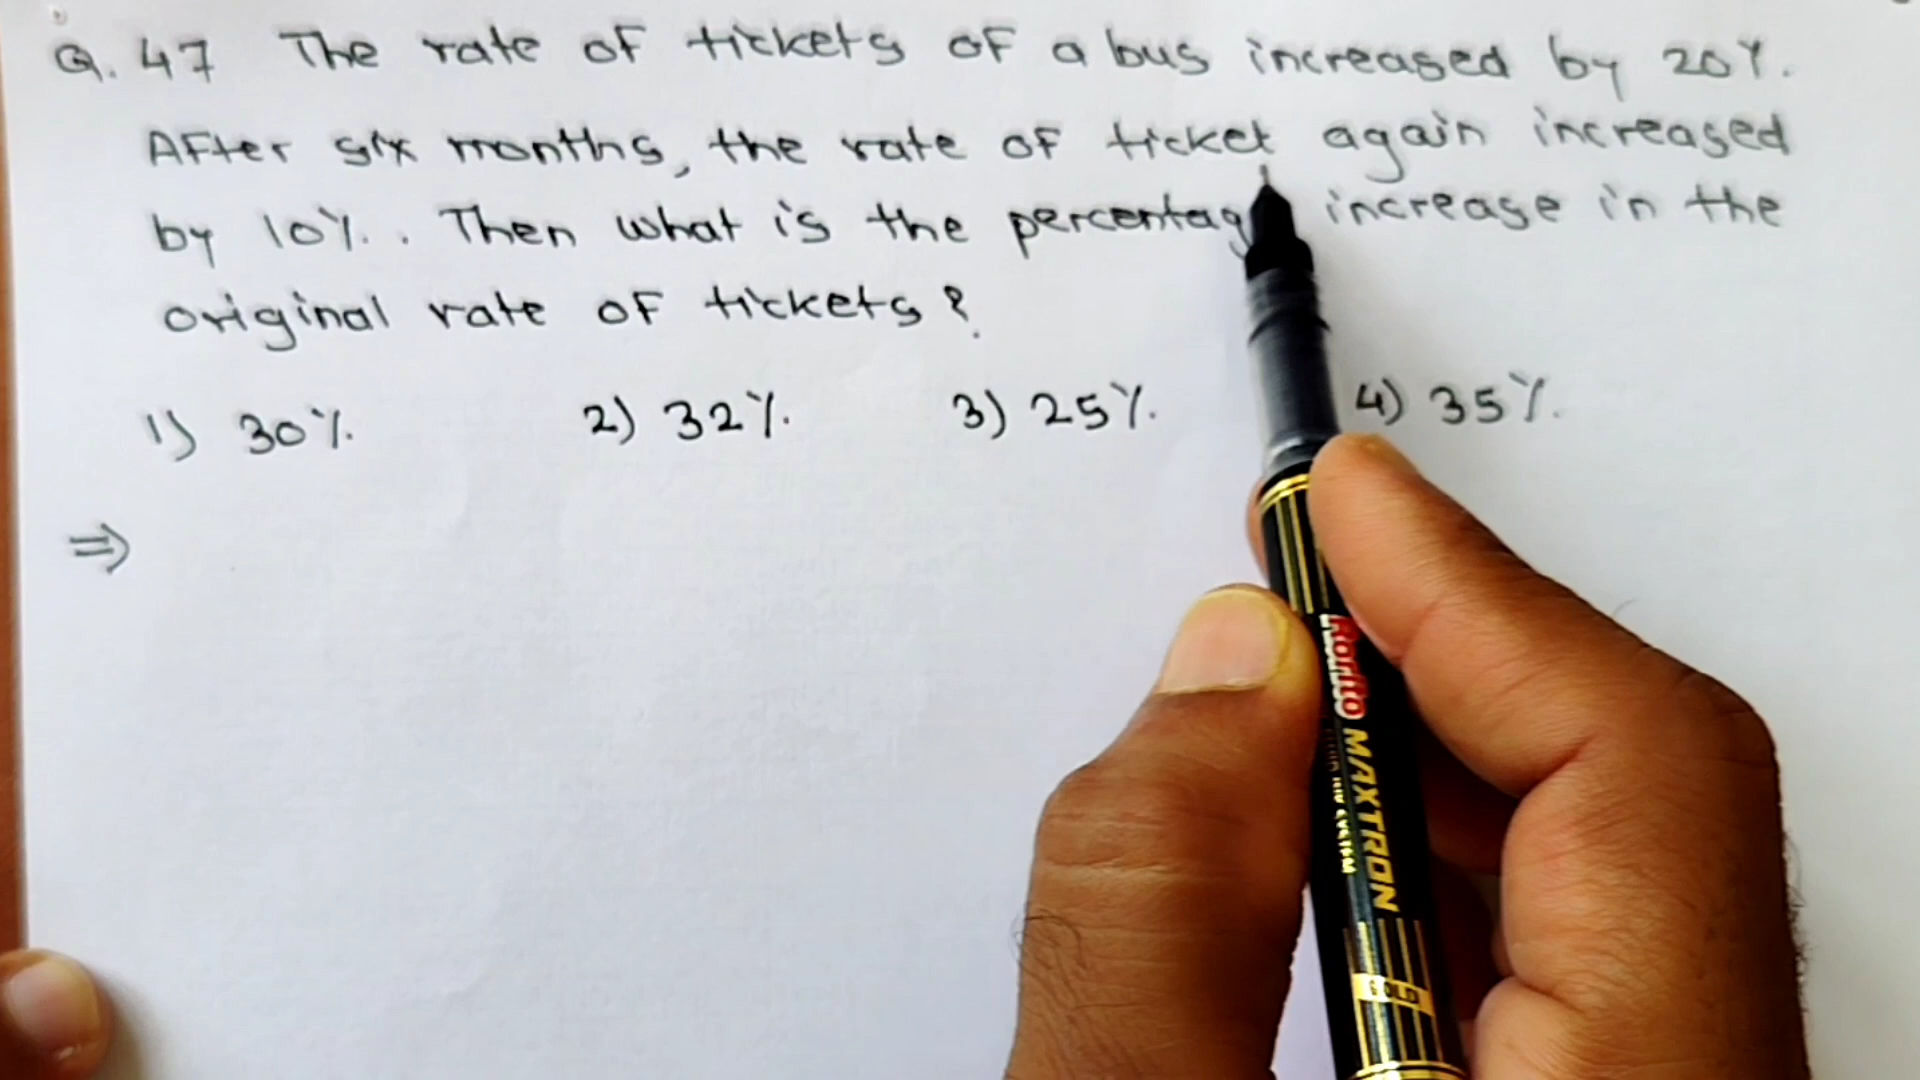 Q. 47 The rate of tickets of a bus increased by 20%.
After six months, the rate of ticket again increased
by 10%.. Then what is the percentage increase in the
original rate of tickets?
1) 30%. 2) 32%. 3) 25%. 4) 35%.
⇒
Rorito MAXTRON
GOLD